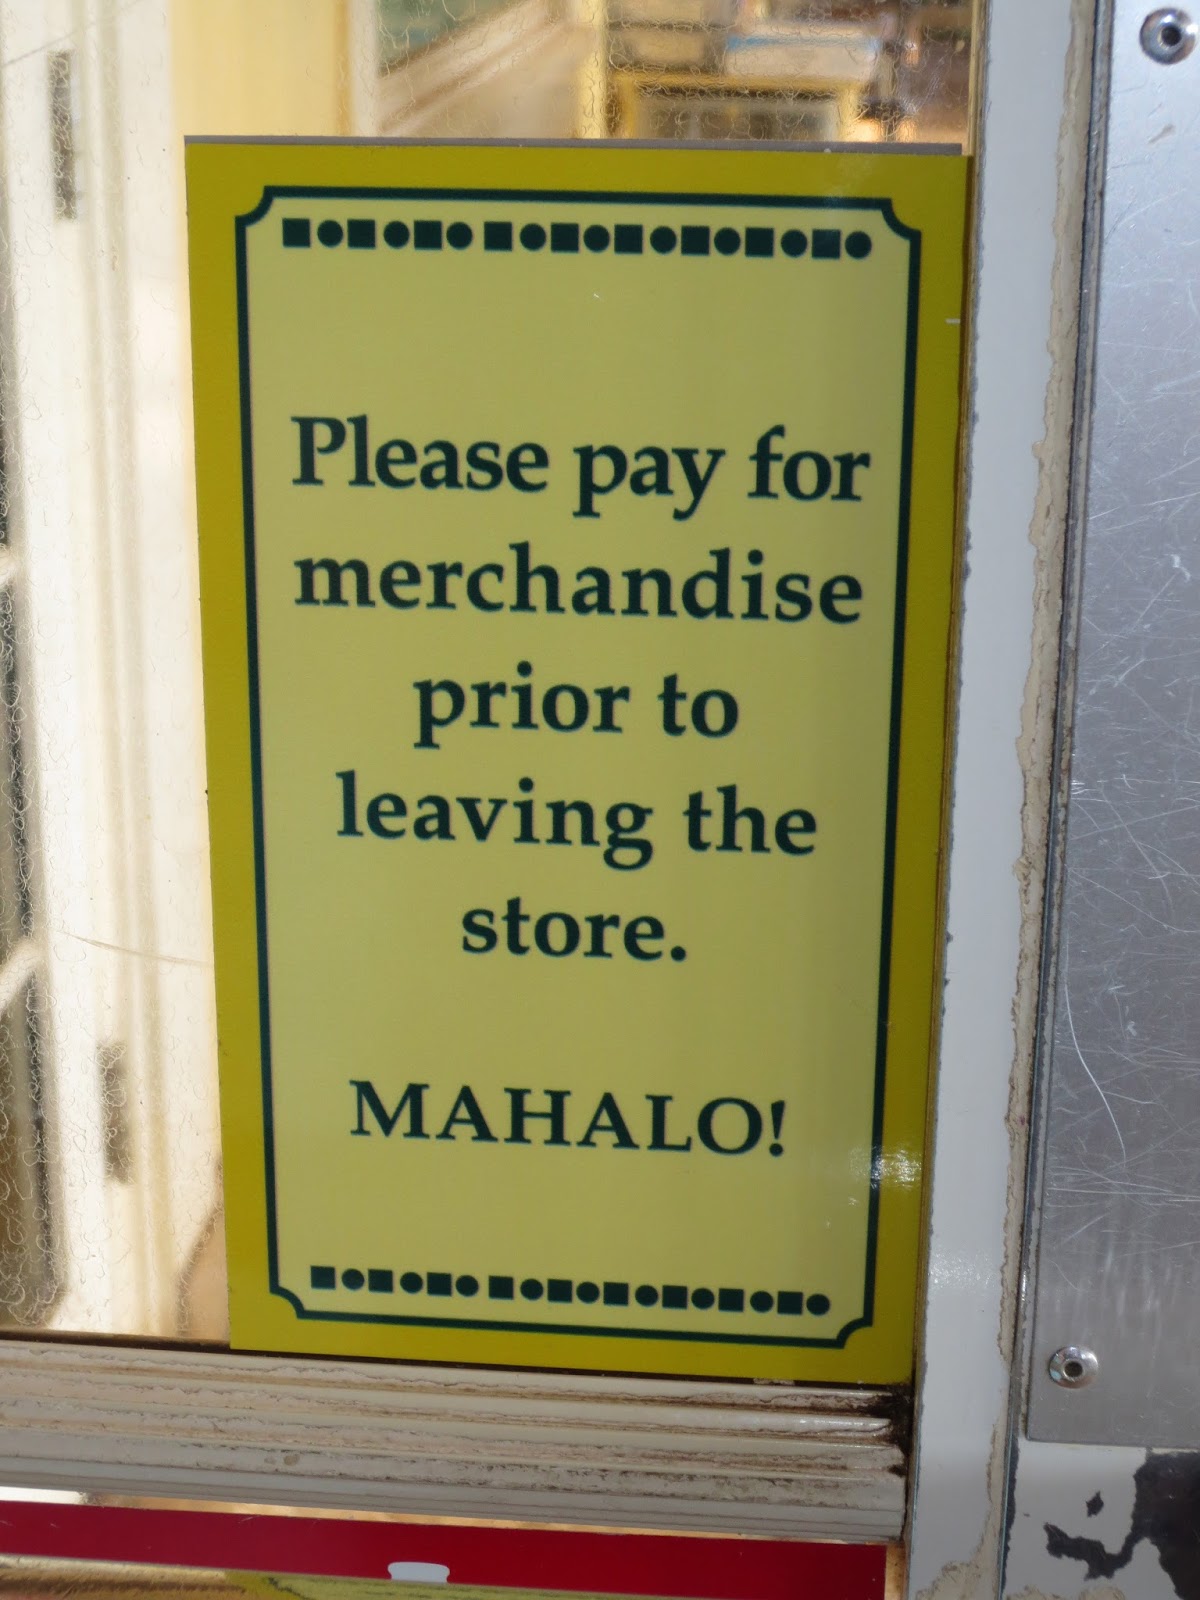 Please pay for
merchandise
prior to
leaving the
store.
MAHALO!